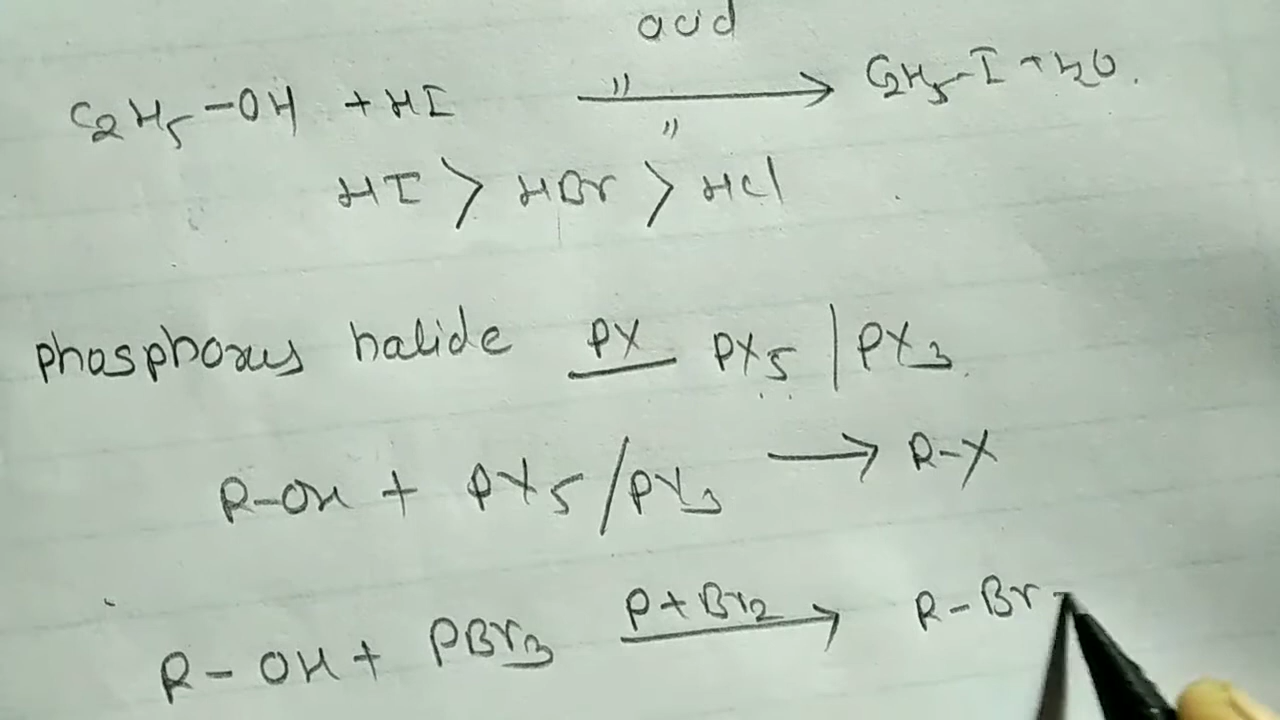 acid
C2H5-OH + HI " " → C2H5-I + H2O.
HI > HBr > HCl
phosphorus halide PX PX5 | PX3
R-OH + PX5/PX3 → R-X
R-OH + PBr3 P+Br2 → R-Br